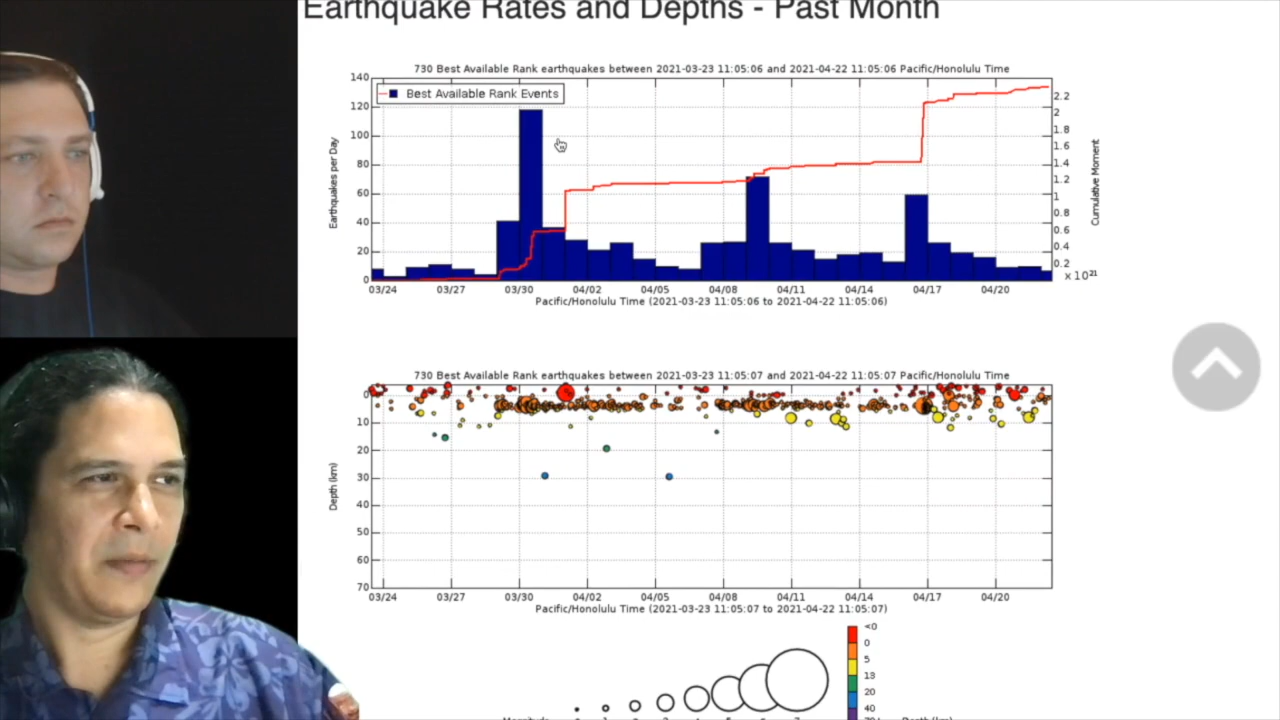 Earthquake Rates and Depths - Past Month
730 Best Available Rank earthquakes between 2021-03-23 11:05:06 and 2021-04-22 11:05:06 Pacific/Honolulu Time
Best Available Rank Events
Earthquakes per Day
140
120
100
80
60
40
20
0
2.2
2
1.8
1.6
1.4
1.2
1
0.8
0.6
0.4
0.2
x 10²¹
Cumulative Moment
03/24 03/27 03/30 04/02 04/05 04/08 04/11 04/14 04/17 04/20
Pacific/Honolulu Time (2021-03-23 11:05:06 to 2021-04-22 11:05:06)
730 Best Available Rank earthquakes between 2021-03-23 11:05:07 and 2021-04-22 11:05:07 Pacific/Honolulu Time
Depth (km)
0
10
20
30
40
50
60
70
03/24 03/27 03/30 04/02 04/05 04/08 04/11 04/14 04/17 04/20
Pacific/Honolulu Time (2021-03-23 11:05:07 to 2021-04-22 11:05:07)
<0
0
5
13
20
40